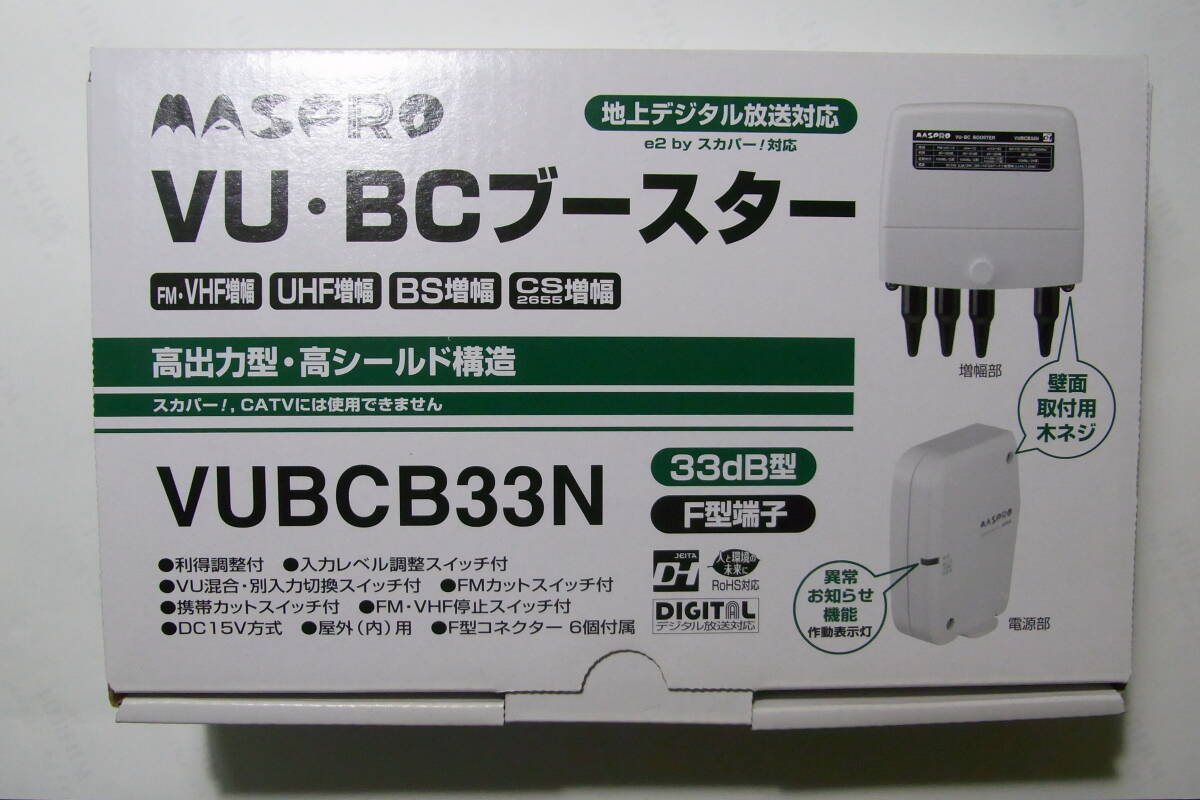 MASPRO
地上デジタル放送対応
e2 by スカパー!対応
VU・BCブースター
FM・VHF増幅
UHF増幅
BS増幅
CS2655増幅
高出力型・高シールド構造
スカパー!, CATVには使用できません
VUBCB33N
33dB型
F型端子
●利得調整付 ●入力レベル調整スイッチ付
●VU混合・別入力切換スイッチ付 ●FMカットスイッチ付
●携帯カットスイッチ付 ●FM・VHF停止スイッチ付
●DC15V方式 ●屋外(内)用 ●F型コネクター 6個付属
JEITA
DH
人と環境の
未来に
RoHS対応
DIGITAL
デジタル放送対応
MASPRO VU・BC BOOSTER VUBCB33N
増幅部
壁面
取付用
木ネジ
MASPRO
異常
お知らせ
機能
作動表示灯
電源部